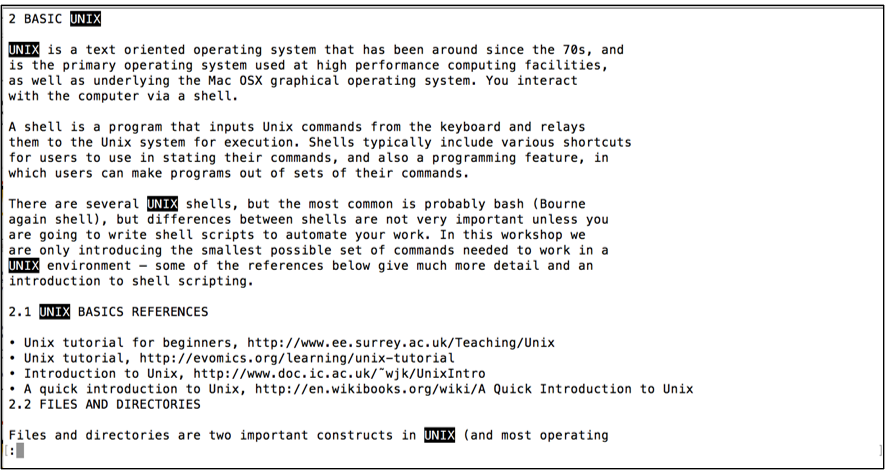 2 BASIC UNIX
UNIX is a text oriented operating system that has been around since the 70s, and
is the primary operating system used at high performance computing facilities,
as well as underlying the Mac OSX graphical operating system. You interact
with the computer via a shell.
A shell is a program that inputs Unix commands from the keyboard and relays
them to the Unix system for execution. Shells typically include various shortcuts
for users to use in stating their commands, and also a programming feature, in
which users can make programs out of sets of their commands.
There are several UNIX shells, but the most common is probably bash (Bourne
again shell), but differences between shells are not very important unless you
are going to write shell scripts to automate your work. In this workshop we
are only introducing the smallest possible set of commands needed to work in a
UNIX environment – some of the references below give much more detail and an
introduction to shell scripting.
2.1 UNIX BASICS REFERENCES
• Unix tutorial for beginners, http://www.ee.surrey.ac.uk/Teaching/Unix
• Unix tutorial, http://evomics.org/learning/unix-tutorial
• Introduction to Unix, http://www.doc.ic.ac.uk/˜wjk/UnixIntro
• A quick introduction to Unix, http://en.wikibooks.org/wiki/A Quick Introduction to Unix
2.2 FILES AND DIRECTORIES
Files and directories are two important constructs in UNIX (and most operating
[: ]